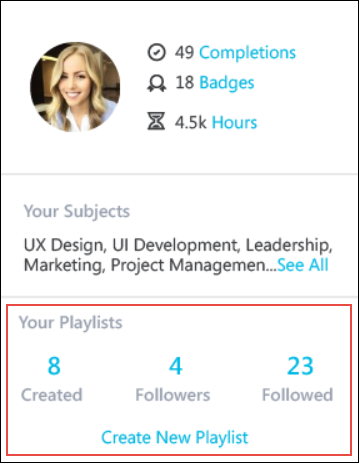 49 Completions
18 Badges
4.5k Hours
Your Subjects
UX Design, UI Development, Leadership,
Marketing, Project Managemen...See All
Your Playlists
8 4 23
Created Followers Followed
Create New Playlist